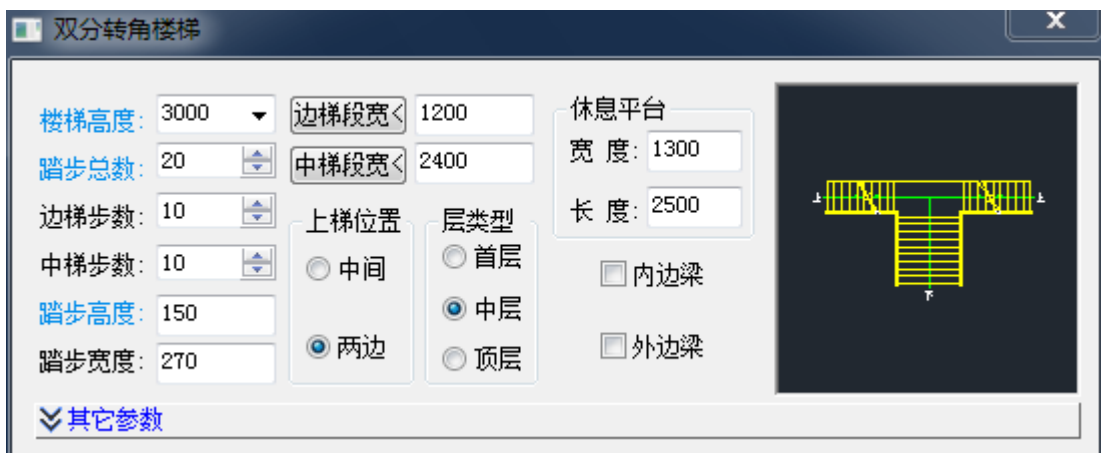 双分转角楼梯
楼梯高度: 3000
踏步总数: 20
边梯步数: 10
中梯步数: 10
踏步高度: 150
踏步宽度: 270
边梯段宽< 1200
中梯段宽< 2400
上梯位置
中间
两边
层类型
首层
中层
顶层
休息平台
宽 度: 1300
长 度: 2500
内边梁
外边梁
上
上
下
其它参数